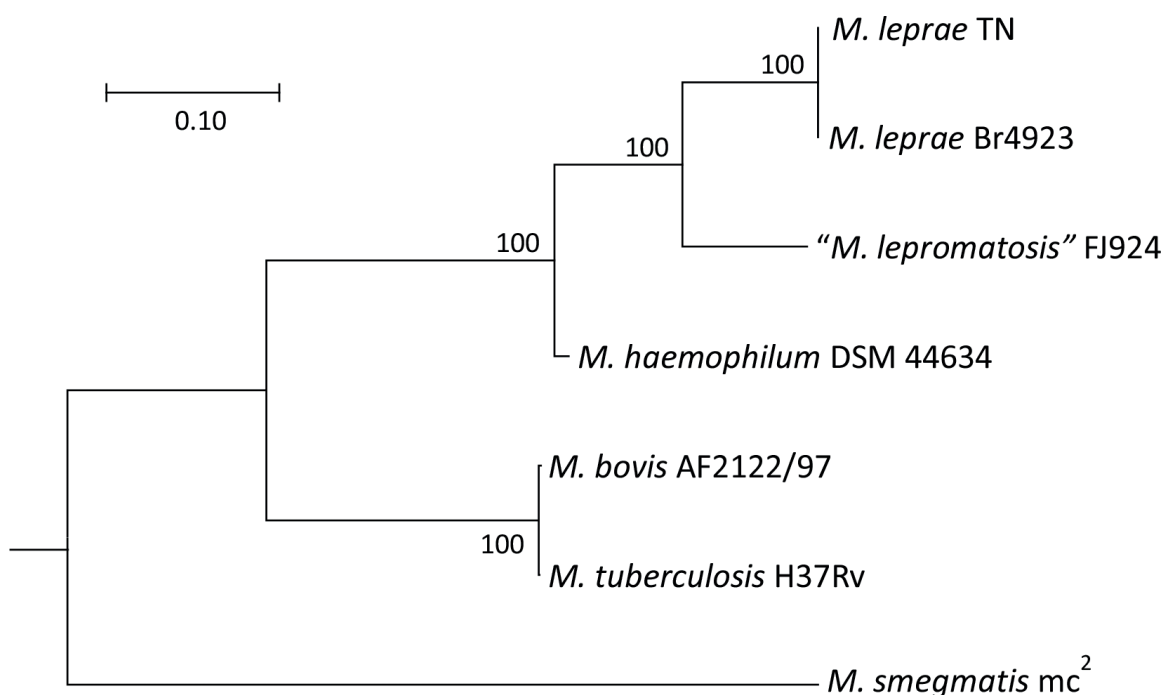 M. leprae TN
100
0.10
M. leprae Br4923
100
100
“M. lepromatosis” FJ924
M. haemophilum DSM 44634
M. bovis AF2122/97
100
M. tuberculosis H37Rv
M. smegmatis mc²